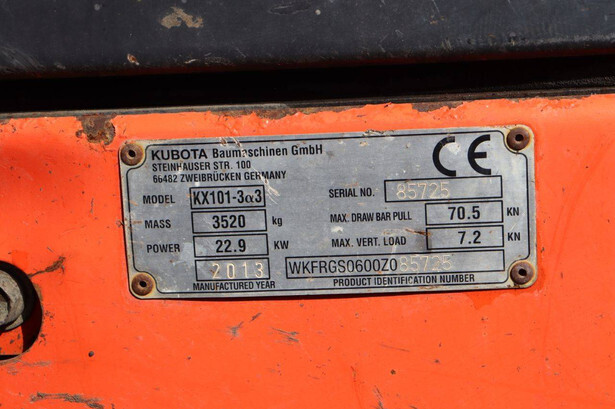 KUBOTA Baumaschinen GmbH
STEINHAUSER STR. 100
66482 ZWEIBRÜCKEN GERMANY
CE
MODEL KX101-3α3
SERIAL NO. 85725
MASS 3520 kg
MAX. DRAW BAR PULL 70.5 KN
POWER 22.9 KW
MAX. VERT. LOAD 7.2 KN
2013 WKFRGS0600Z085725
MANUFACTURED YEAR PRODUCT IDENTIFICATION NUMBER